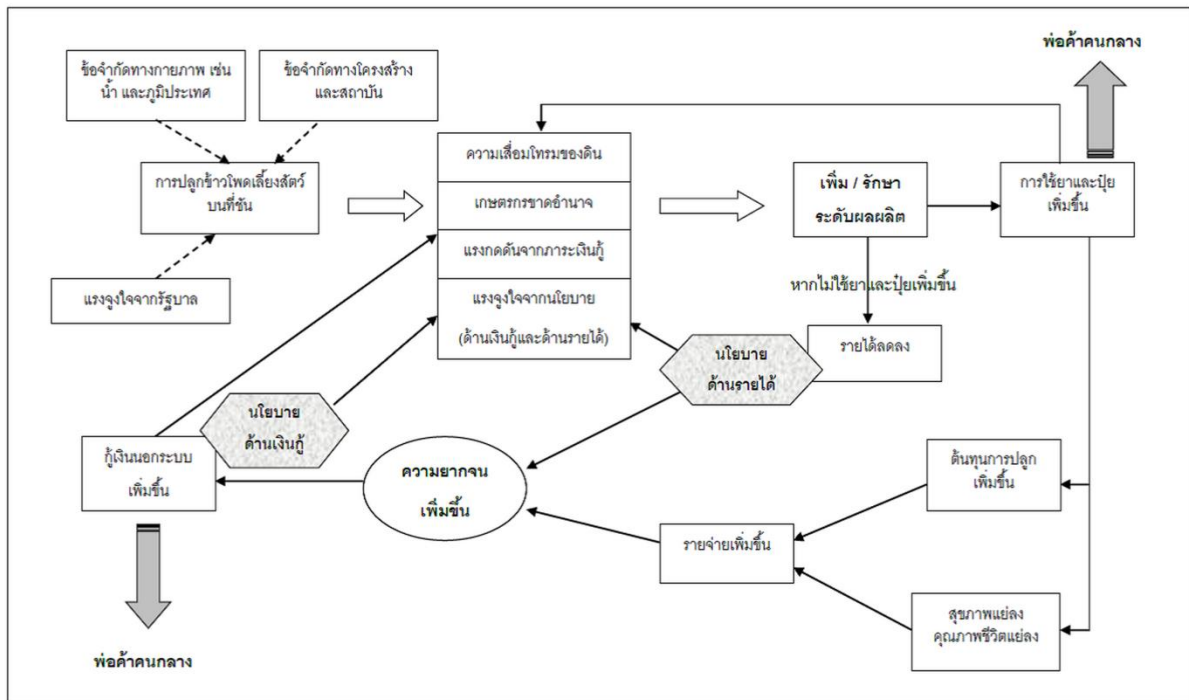 พ่อค้าคนกลาง
ข้อจำกัดทางกายภาพ เช่น
น้ำ และภูมิประเทศ
ข้อจำกัดทางโครงสร้าง
และสถาบัน
การปลูกข้าวโพดเลี้ยงสัตว์
บนที่ชัน
แรงจูงใจจากรัฐบาล
ความเสื่อมโทรมของดิน
เกษตรกรขาดอำนาจ
แรงกดดันจากภาระเงินกู้
แรงจูงใจจากนโยบาย
(ด้านเงินกู้และด้านรายได้)
เพิ่ม / รักษา
ระดับผลผลิต
การใช้ยาและปุ๋ย
เพิ่มขึ้น
หากไม่ใช้ยาและปุ๋ยเพิ่มขึ้น
รายได้ลดลง
นโยบาย
ด้านรายได้
นโยบาย
ด้านเงินกู้
กู้เงินนอกระบบ
เพิ่มขึ้น
ความยากจน
เพิ่มขึ้น
ต้นทุนการปลูก
เพิ่มขึ้น
รายจ่ายเพิ่มขึ้น
สุขภาพแย่ลง
คุณภาพชีวิตแย่ลง
พ่อค้าคนกลาง